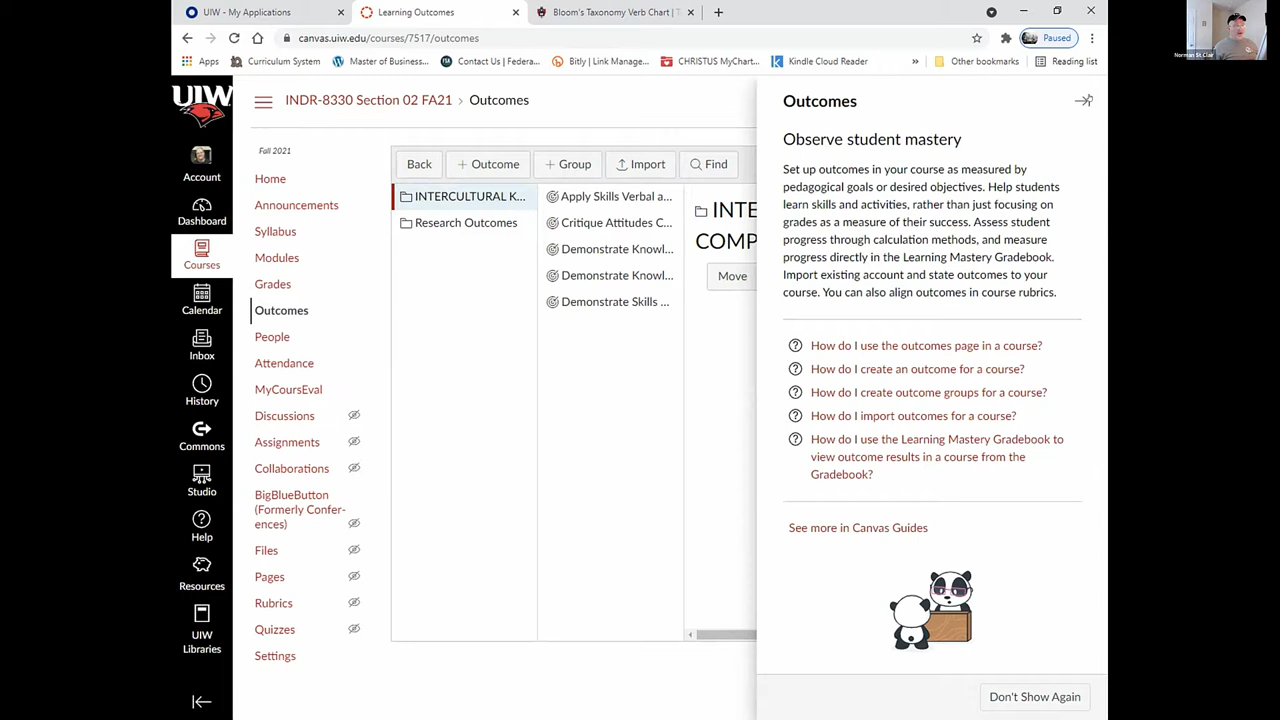 UIW - My Applications
Learning Outcomes
Bloom's Taxonomy Verb Chart | T
canvas.uiw.edu/courses/7517/outcomes
Paused
Apps
Curriculum System
Master of Business...
Contact Us | Federa...
Bitly | Link Manage...
CHRISTUS MyChart...
Kindle Cloud Reader
»
Other bookmarks
Reading list
Norman St.Clair
UIW
Account
Dashboard
Courses
Calendar
Inbox
History
Commons
Studio
Help
Resources
UIW
Libraries
INDR-8330 Section 02 FA21 > Outcomes
Fall 2021
Home
Announcements
Syllabus
Modules
Grades
Outcomes
People
Attendance
MyCoursEval
Discussions
Assignments
Collaborations
BigBlueButton
(Formerly Confer-
ences)
Files
Pages
Rubrics
Quizzes
Settings
Back
+ Outcome
+ Group
Import
Find
INTERCULTURAL K...
Research Outcomes
Apply Skills Verbal a...
Critique Attitudes C...
Demonstrate Knowl...
Demonstrate Knowl...
Demonstrate Skills ...
INTE
COMP
Move
Outcomes
Observe student mastery
Set up outcomes in your course as measured by
pedagogical goals or desired objectives. Help students
learn skills and activities, rather than just focusing on
grades as a measure of their success. Assess student
progress through calculation methods, and measure
progress directly in the Learning Mastery Gradebook.
Import existing account and state outcomes to your
course. You can also align outcomes in course rubrics.
How do I use the outcomes page in a course?
How do I create an outcome for a course?
How do I create outcome groups for a course?
How do I import outcomes for a course?
How do I use the Learning Mastery Gradebook to
view outcome results in a course from the
Gradebook?
See more in Canvas Guides
Don't Show Again